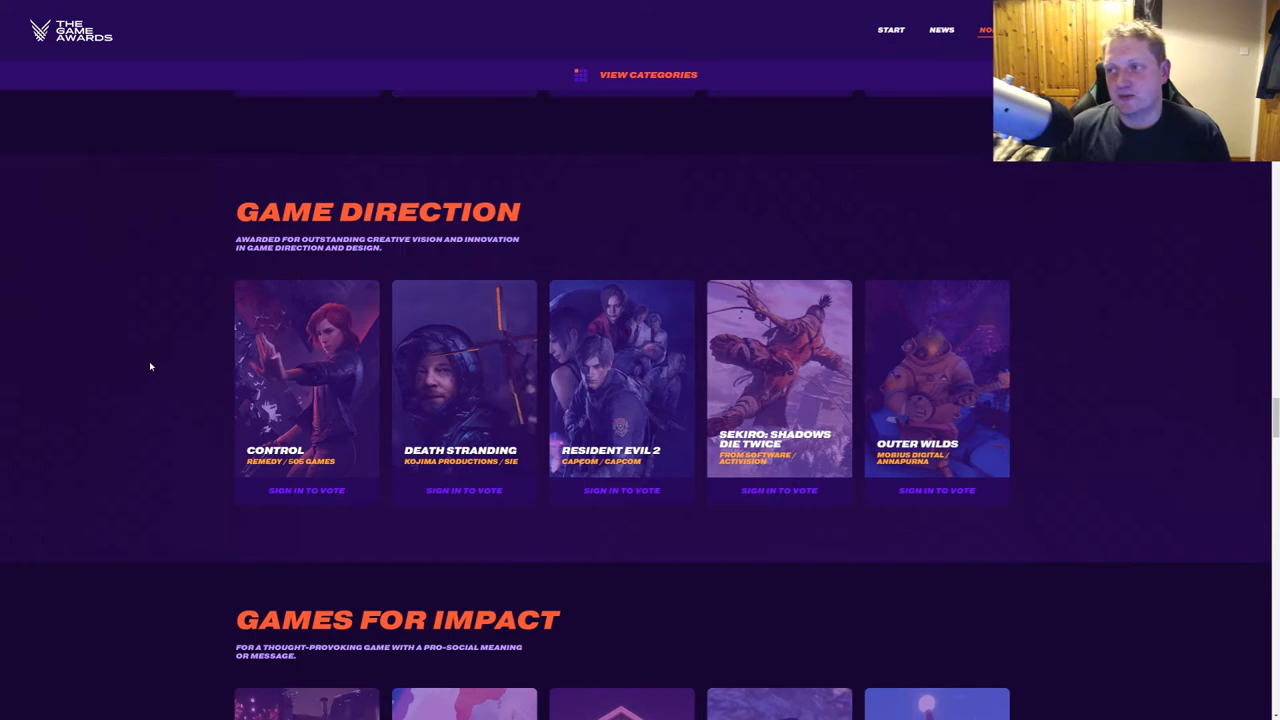 THE
GAME
AWARDS
START
NEWS
VIEW CATEGORIES
GAME DIRECTION
AWARDED FOR OUTSTANDING CREATIVE VISION AND INNOVATION
IN GAME DIRECTION AND DESIGN.
CONTROL
REMEDY / 505 GAMES
SIGN IN TO VOTE
DEATH STRANDING
KOJIMA PRODUCTIONS / SIE
SIGN IN TO VOTE
RESIDENT EVIL 2
CAPCOM / CAPCOM
SIGN IN TO VOTE
SEKIRO: SHADOWS
DIE TWICE
FROM SOFTWARE /
ACTIVISION
SIGN IN TO VOTE
OUTER WILDS
MOBIUS DIGITAL /
ANNAPURNA
SIGN IN TO VOTE
GAMES FOR IMPACT
FOR A THOUGHT-PROVOKING GAME WITH A PRO-SOCIAL MEANING
OR MESSAGE.